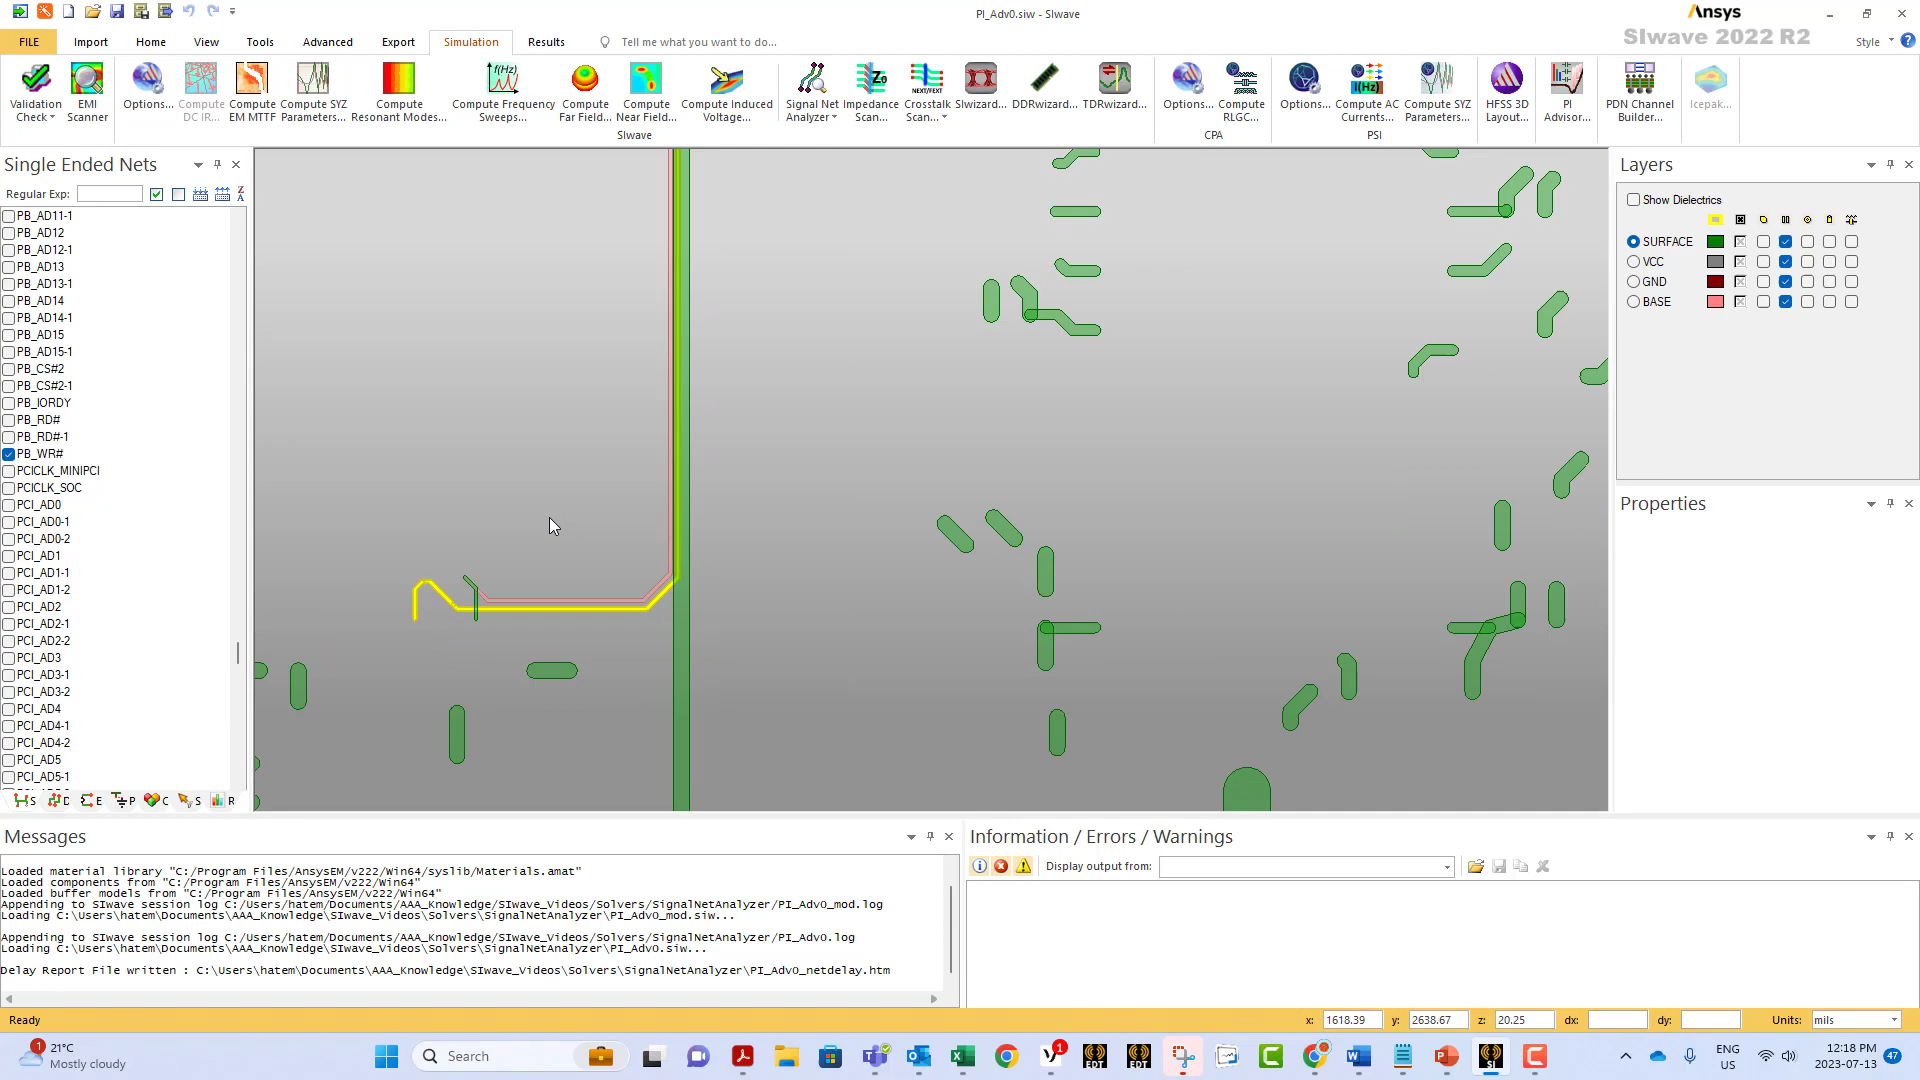 PI_Adv0.siw - SIwave
Ansys
FILE
Import
Home
View
Tools
Advanced
Export
Simulation
Results
Tell me what you want to do...
SIwave 2022 R2
Style
Validation Check
EMI Scanner
Options...
Compute DC IR...
Compute EM MTTF
Compute SYZ Parameters...
Compute Resonant Modes...
Compute Frequency Sweeps...
Compute Far Field...
Compute Near Field...
Compute Induced Voltage...
Signal Net Analyzer
Impedance Scan...
Crosstalk Scan...
SIwizard...
DDRwizard...
TDRwizard...
Options...
Compute RLGC...
Options...
Compute AC Currents...
Compute SYZ Parameters...
HFSS 3D Layout...
PI Advisor...
PDN Channel Builder...
Icepak...
SIwave
CPA
PSI
Single Ended Nets
Regular Exp:
PB_AD11-1
PB_AD12
PB_AD12-1
PB_AD13
PB_AD13-1
PB_AD14
PB_AD14-1
PB_AD15
PB_AD15-1
PB_CS#2
PB_CS#2-1
PB_IORDY
PB_RD#
PB_RD#-1
PB_WR#
PCICLK_MINIPCI
PCICLK_SOC
PCI_AD0
PCI_AD0-1
PCI_AD0-2
PCI_AD1
PCI_AD1-1
PCI_AD1-2
PCI_AD2
PCI_AD2-1
PCI_AD2-2
PCI_AD3
PCI_AD3-1
PCI_AD3-2
PCI_AD4
PCI_AD4-1
PCI_AD4-2
PCI_AD5
PCI_AD5-1
S D E P C S R
Layers
Show Dielectrics
SURFACE
VCC
GND
BASE
Properties
Messages
Loaded material library "C:/Program Files/AnsysEM/v222/Win64/syslib/Materials.amat"
Loaded components from "C:/Program Files/AnsysEM/v222/Win64"
Loaded buffer models from "C:/Program Files/AnsysEM/v222/Win64"
Appending to SIwave session log C:/Users/hatem/Documents/AAA_Knowledge/SIwave_Videos/Solvers/SignalNetAnalyzer/PI_Adv0_mod.log
Loading C:\Users\hatem\Documents\AAA_Knowledge\SIwave_Videos\Solvers\SignalNetAnalyzer\PI_Adv0_mod.siw...
Appending to SIwave session log C:/Users/hatem/Documents/AAA_Knowledge/SIwave_Videos/Solvers/SignalNetAnalyzer/PI_Adv0.log
Loading C:\Users\hatem\Documents\AAA_Knowledge\SIwave_Videos\Solvers\SignalNetAnalyzer\PI_Adv0.siw...
Delay Report File written : C:\Users\hatem\Documents\AAA_Knowledge\SIwave_Videos\Solvers\SignalNetAnalyzer\PI_Adv0_netdelay.htm
Information / Errors / Warnings
Display output from:
Ready
x: 1618.39 y: 2638.67 z: 20.25 dx: dy: Units: mils
1
21°C
Mostly cloudy
Search
1
EDT
EDT
SI
ENG
US
12:18 PM
2023-07-13
47